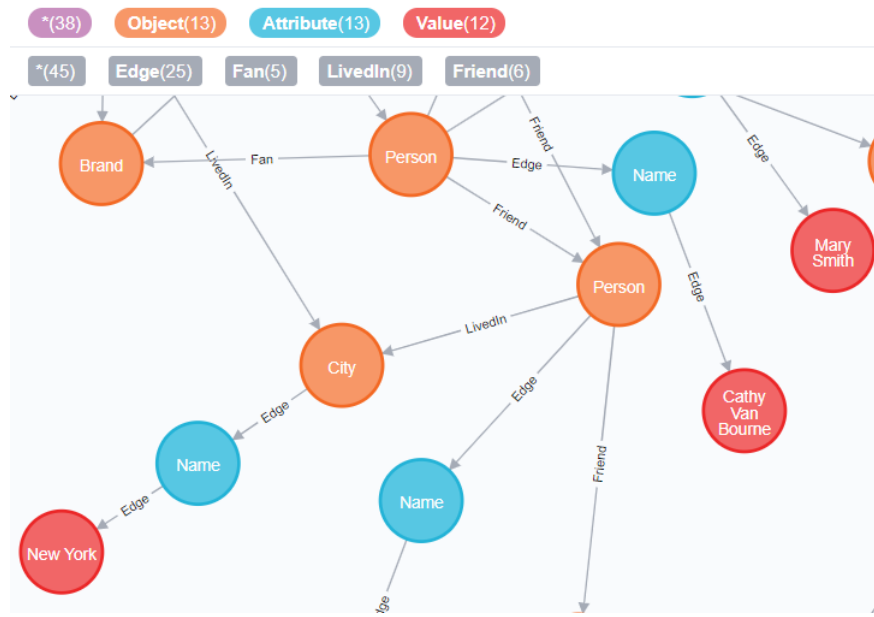 *(38) Object(13) Attribute(13) Value(12)
*(45) Edge(25) Fan(5) LivedIn(9) Friend(6)
Friend
Edge
Brand
Fan
Person
LivedIn
Edge
Name
Friend
Mary
Smith
Person
Edge
LivedIn
City
Edge
Cathy
Van
Bourne
Edge
Name
Friend
Edge
Name
New York